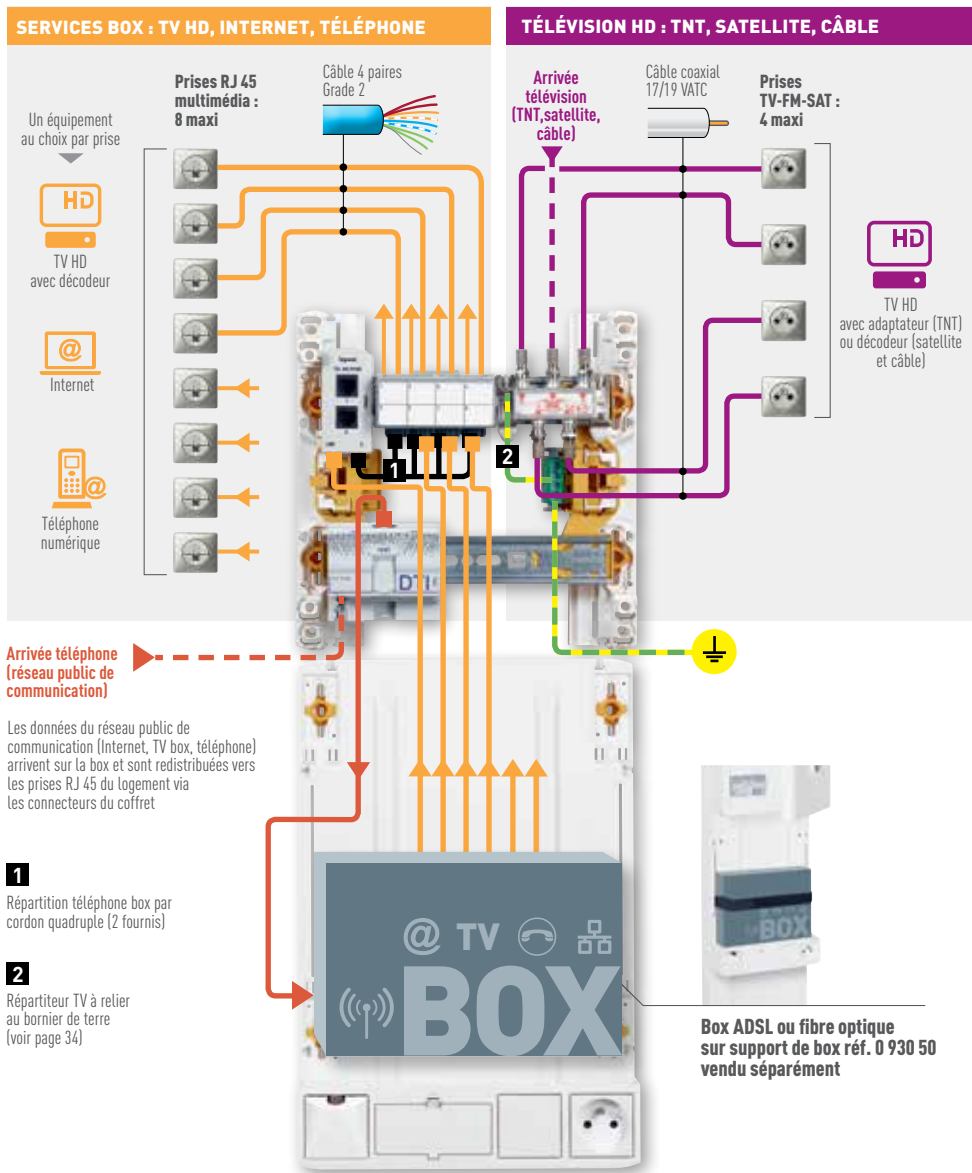 SERVICES BOX : TV HD, INTERNET, TÉLÉPHONE
Un équipement
au choix par prise
HD
TV HD
avec décodeur
@
Internet
@
Téléphone
numérique
Prises RJ 45
multimédia :
8 maxi
Câble 4 paires
Grade 2
TÉLÉVISION HD : TNT, SATELLITE, CÂBLE
Arrivée
télévision
(TNT,satellite,
câble)
Câble coaxial
17/19 VATC
Prises
TV-FM-SAT :
4 maxi
HD
TV HD
avec adaptateur (TNT)
ou décodeur (satellite
et câble)
1
2
DTI
Arrivée téléphone
(réseau public de
communication)
Les données du réseau public de
communication (Internet, TV box, téléphone)
arrivent sur la box et sont redistribuées vers
les prises RJ 45 du logement via
les connecteurs du coffret
1
Répartition téléphone box par
cordon quadruple (2 fournis)
2
Répartiteur TV à relier
au bornier de terre
(voir page 34)
@ TV
BOX
BOX
Box ADSL ou fibre optique
sur support de box réf. 0 930 50
vendu séparément